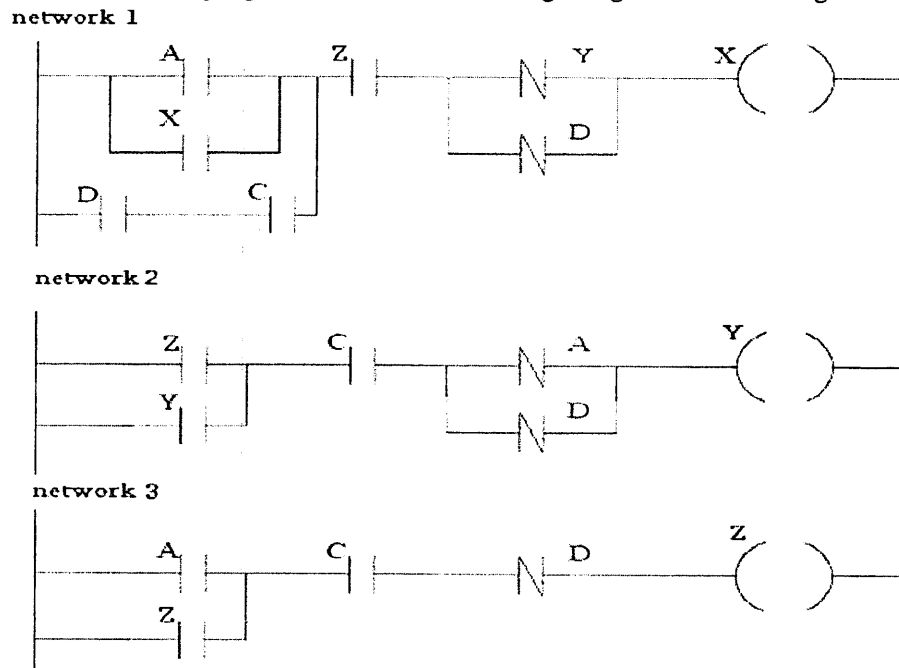 network 1
A Z Y X
X D
D C
network 2
Z C A Y
Y D
network 3
A C D Z
Z